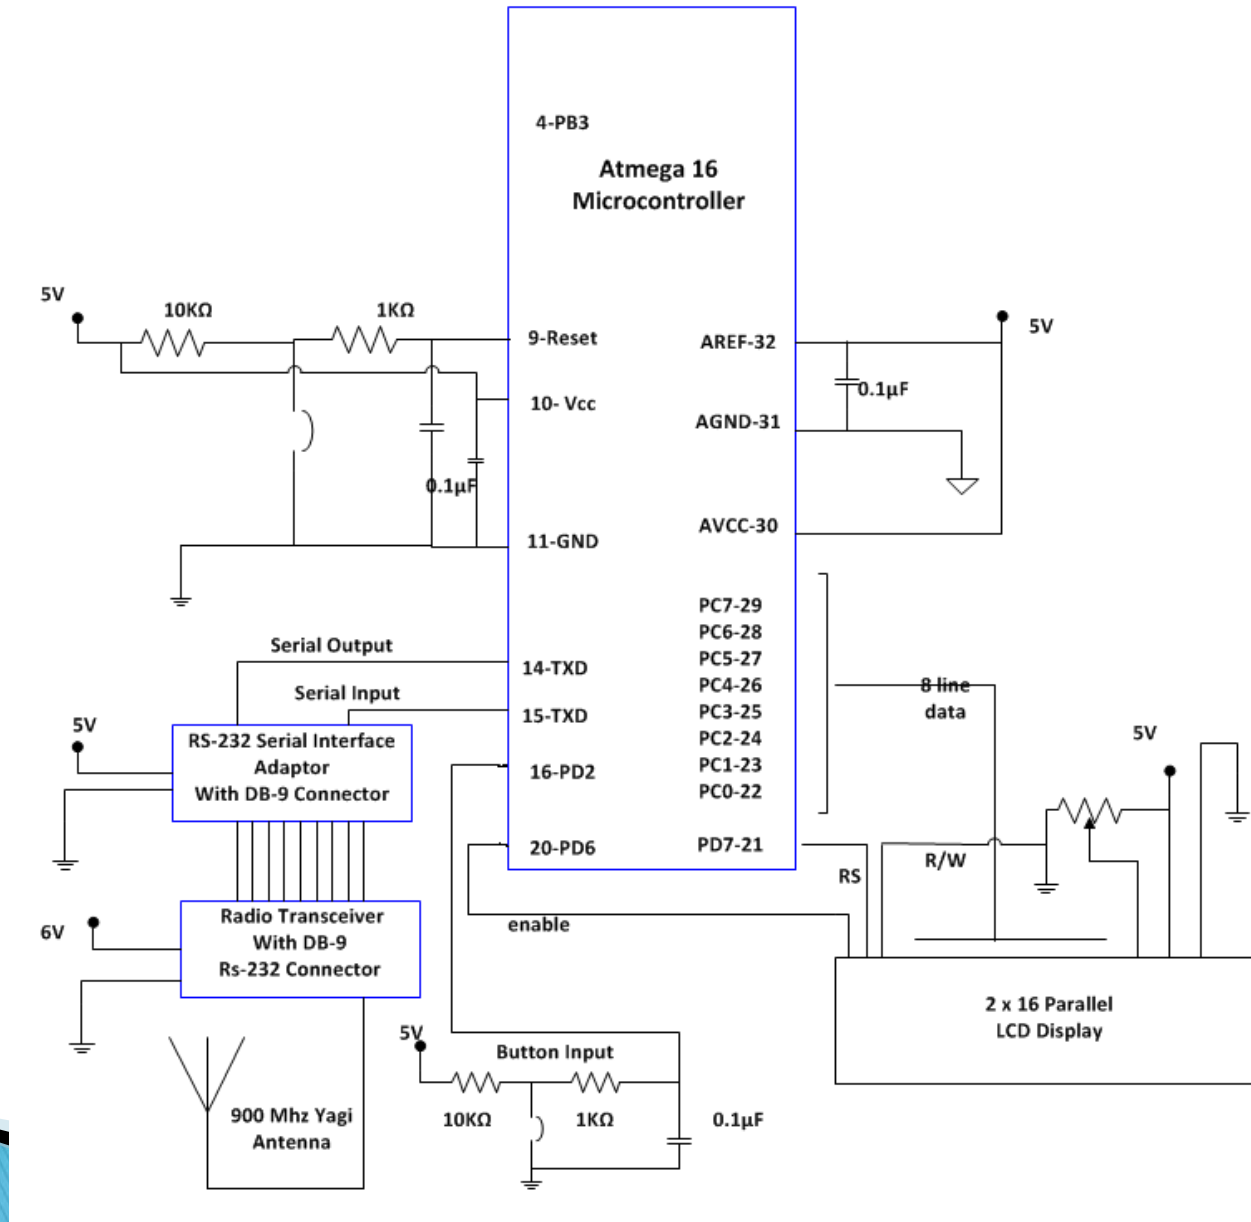 4-PB3
Atmega 16
Microcontroller
5V
10KΩ
1KΩ
9-Reset
AREF-32
5V
10- Vcc
0.1µF
AGND-31
0.1µF
11-GND
AVCC-30
PC7-29
PC6-28
PC5-27
PC4-26
PC3-25
PC2-24
PC1-23
PC0-22
8 line
data
Serial Output
14-TXD
Serial Input
15-TXD
5V
RS-232 Serial Interface
Adaptor
With DB-9 Connector
16-PD2
5V
20-PD6
PD7-21
RS
R/W
enable
6V
Radio Transceiver
With DB-9
Rs-232 Connector
2 x 16 Parallel
LCD Display
5V
Button Input
10KΩ
1KΩ
0.1µF
900 Mhz Yagi
Antenna